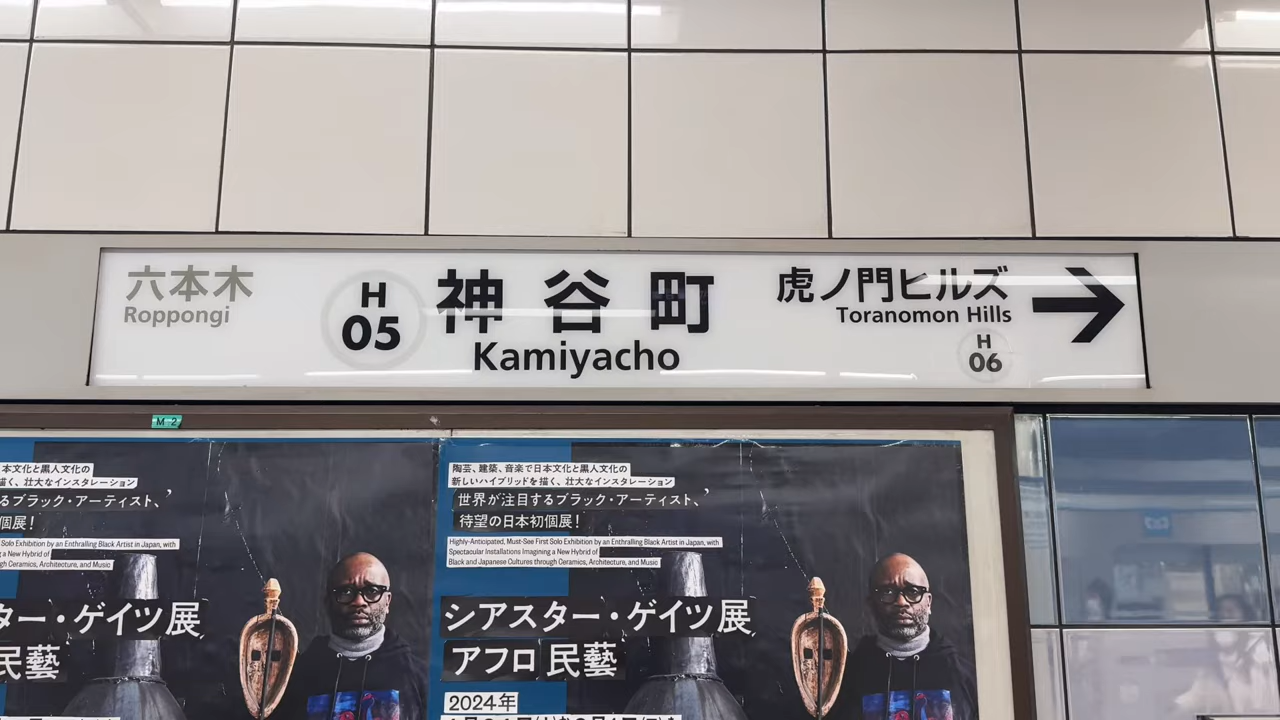 六本木
Roppongi
H
05
神谷町
Kamiyacho
虎ノ門ヒルズ
Toranomon Hills
H
06
M 2
本文化と黒人文化の
描く、壮大なインスタレーション
るブラック・アーティスト、
個展！
Solo Exhibition by an Enthralling Black Artist in Japan, with
g a New Hybrid of
gh Ceramics, Architecture, and Music
ター・ゲイツ展
民藝
陶芸、建築、音楽で日本文化と黒人文化の
新しいハイブリッドを描く、壮大なインスタレーション
世界が注目するブラック・アーティスト、
待望の日本初個展！
Highly-Anticipated, Must-See First Solo Exhibition by an Enthralling Black Artist in Japan, with
Spectacular Installations Imagining a New Hybrid of
Black and Japanese Cultures through Ceramics, Architecture, and Music
シアスター・ゲイツ展
アフロ民藝
2024年